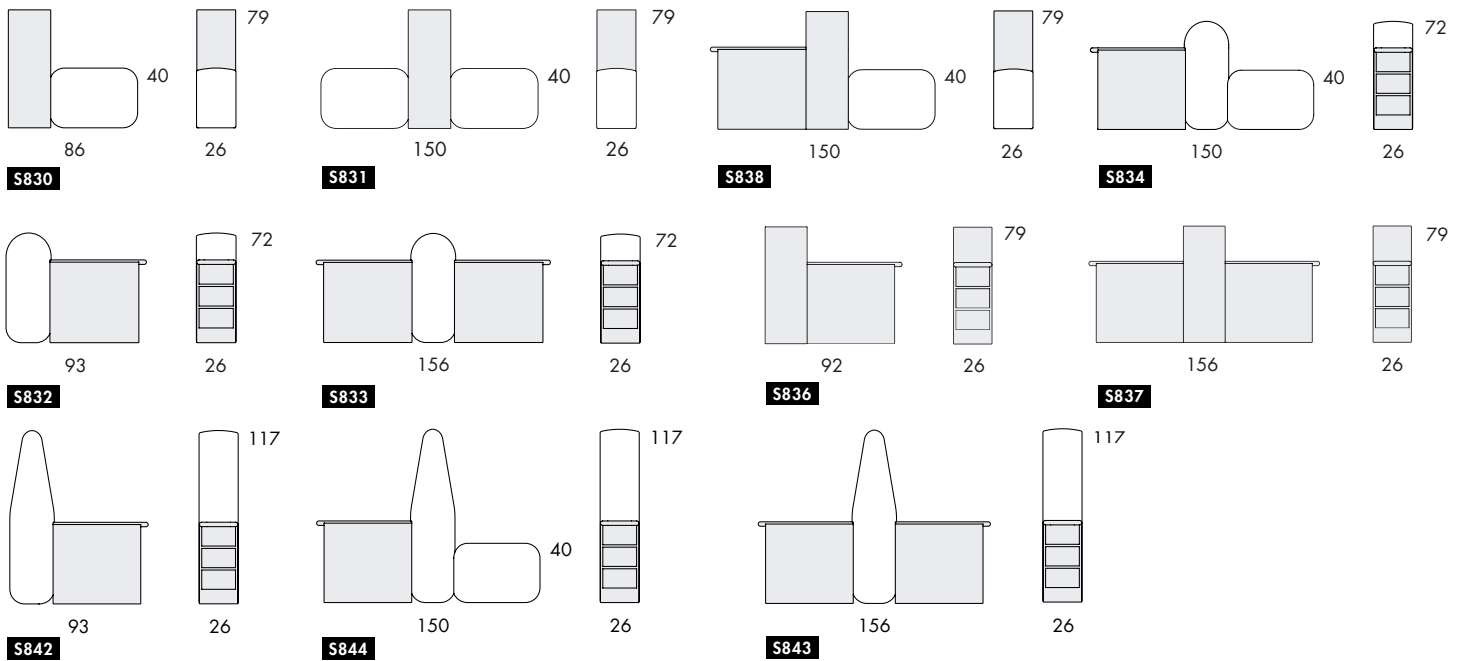 79 79 79 72
40 40 40 40
86 26 150 26 150 26 150 26
S830 S831 S838 S834
72 72 79 79
93 26 156 26 92 26 156 26
S832 S833 S836 S837
117 117 117
40
93 26 150 26 156 26
S842 S844 S843